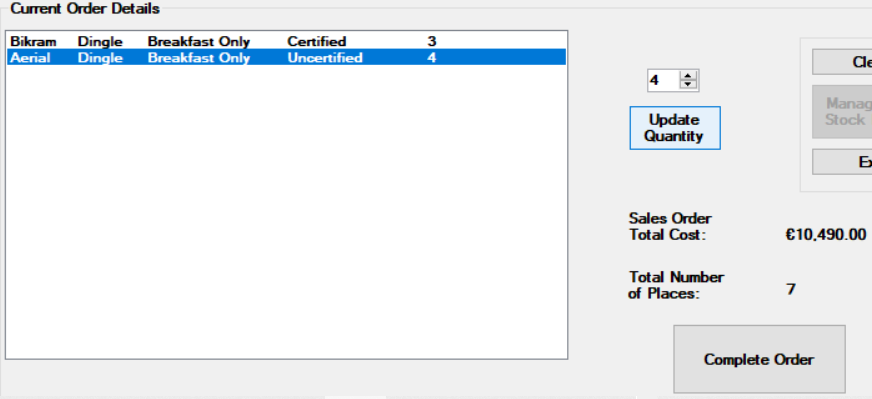 Current Order Details
Bikram Dingle Breakfast Only Certified 3
Aerial Dingle Breakfast Only Uncertified 4
4
Update
Quantity
Cle
Manag
Stock
Ex
Sales Order
Total Cost: €10,490.00
Total Number
of Places: 7
Complete Order